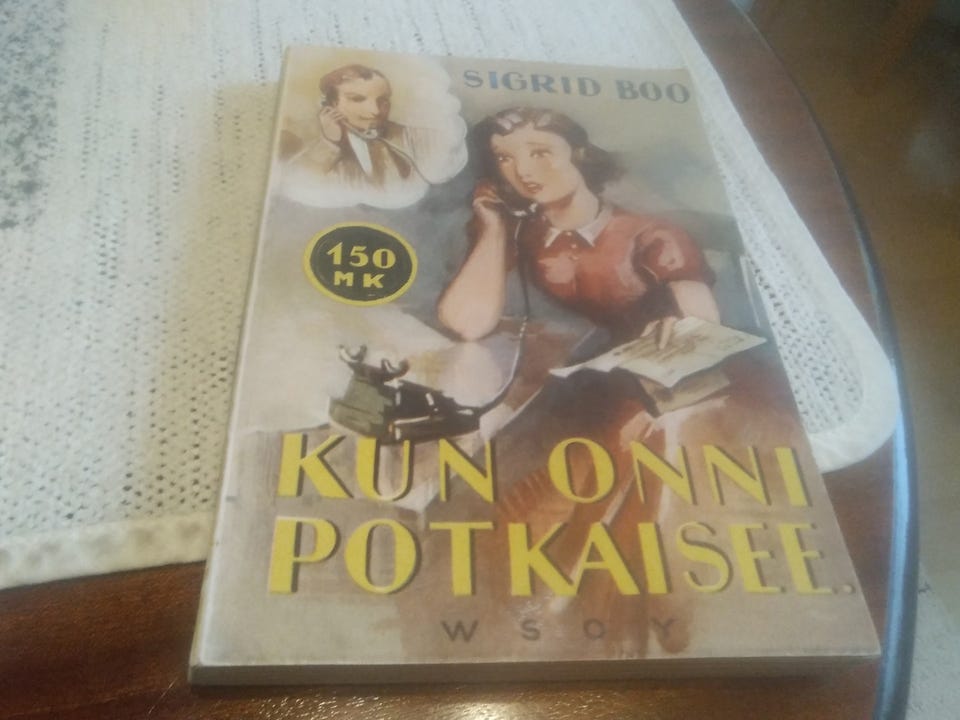 SIGRID BOO
150
MK
KUN ONNI
POTKAISEE..
WSOY